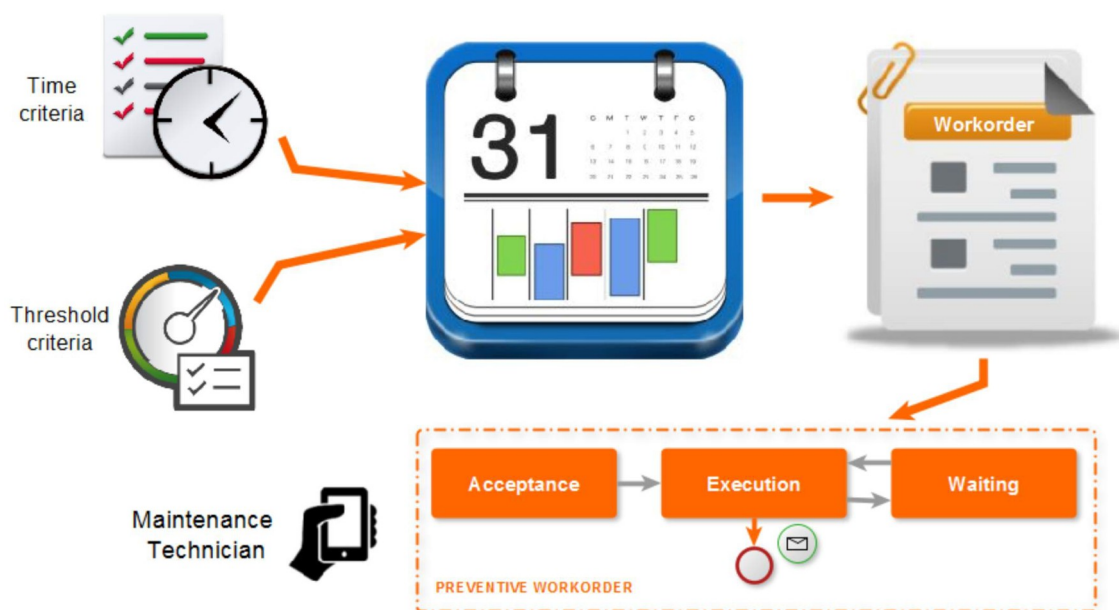 Time
criteria
31
Workorder
Threshold
criteria
Acceptance
Execution
Waiting
Maintenance
Technician
PREVENTIVE WORKORDER